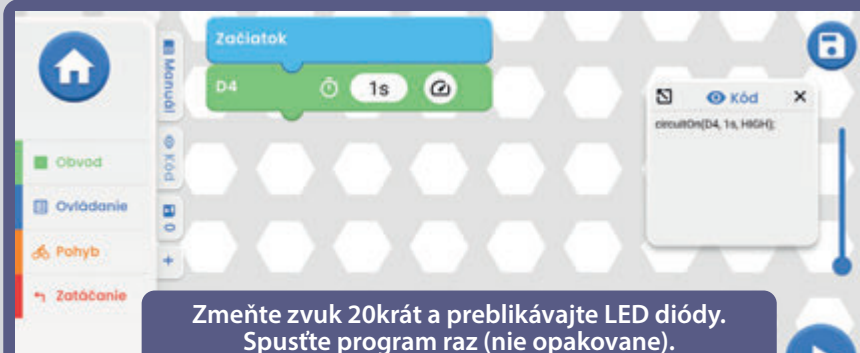 Začiatok
D4
1s
Manuál
Kód
0
+
Obvod
Ovládanie
Pohyb
Zatáčanie
Kód
circuitOn(D4, 1s, HIGH);
Zmeňte zvuk 20krát a preblikávajte LED diódy.
Spusťte program raz (nie opakovane).